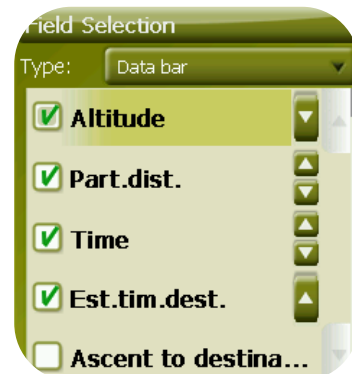 Field Selection
Type: Data bar
Altitude
Part.dist.
Time
Est.tim.dest.
Ascent to destina...